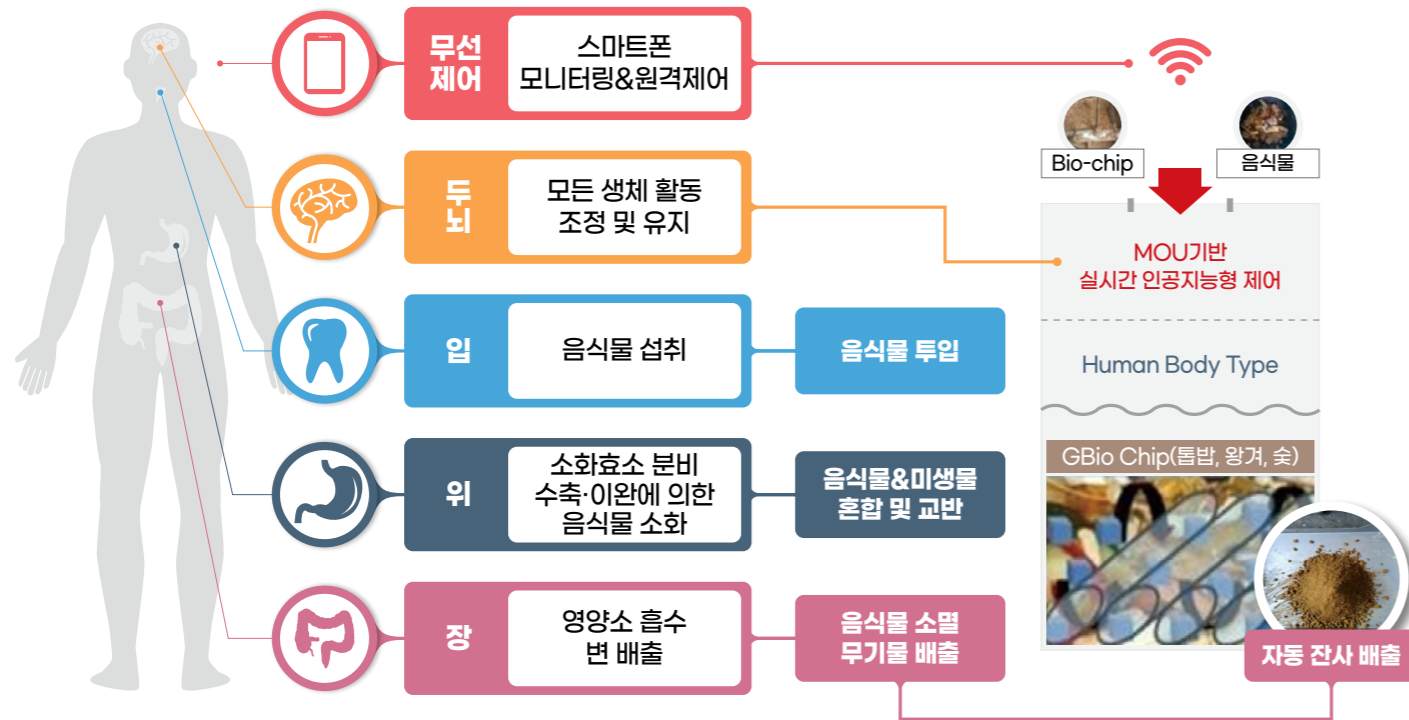 무선
제어
스마트폰
모니터링&원격제어
두
뇌
모든 생체 활동
조정 및 유지
입
음식물 섭취
음식물 투입
위
소화효소 분비
수축·이완에 의한
음식물 소화
음식물&미생물
혼합 및 교반
장
영양소 흡수
변 배출
음식물 소멸
무기물 배출
Bio-chip
음식물
MOU기반
실시간 인공지능형 제어
Human Body Type
GBio Chip(톱밥, 왕겨, 숯)
자동 잔사 배출